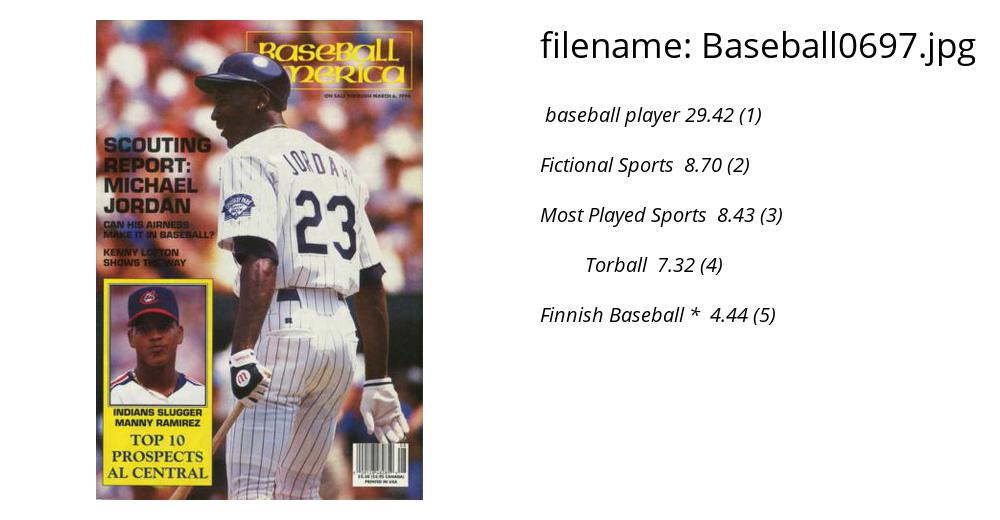 Baseball America
ON SALE THROUGH MARCH 6, 1994
SCOUTING
REPORT:
MICHAEL
JORDAN
CAN HIS AIRNESS
MAKE IT IN BASEBALL?
KENNY LOFTON
SHOWS THE WAY
JORDAN
23
INDIANS SLUGGER
MANNY RAMIREZ
TOP 10
PROSPECTS
AL CENTRAL
PRINTED IN USA
filename: Baseball0697.jpg
baseball player 29.42 (1)
Fictional Sports 8.70 (2)
Most Played Sports 8.43 (3)
Torball 7.32 (4)
Finnish Baseball * 4.44 (5)